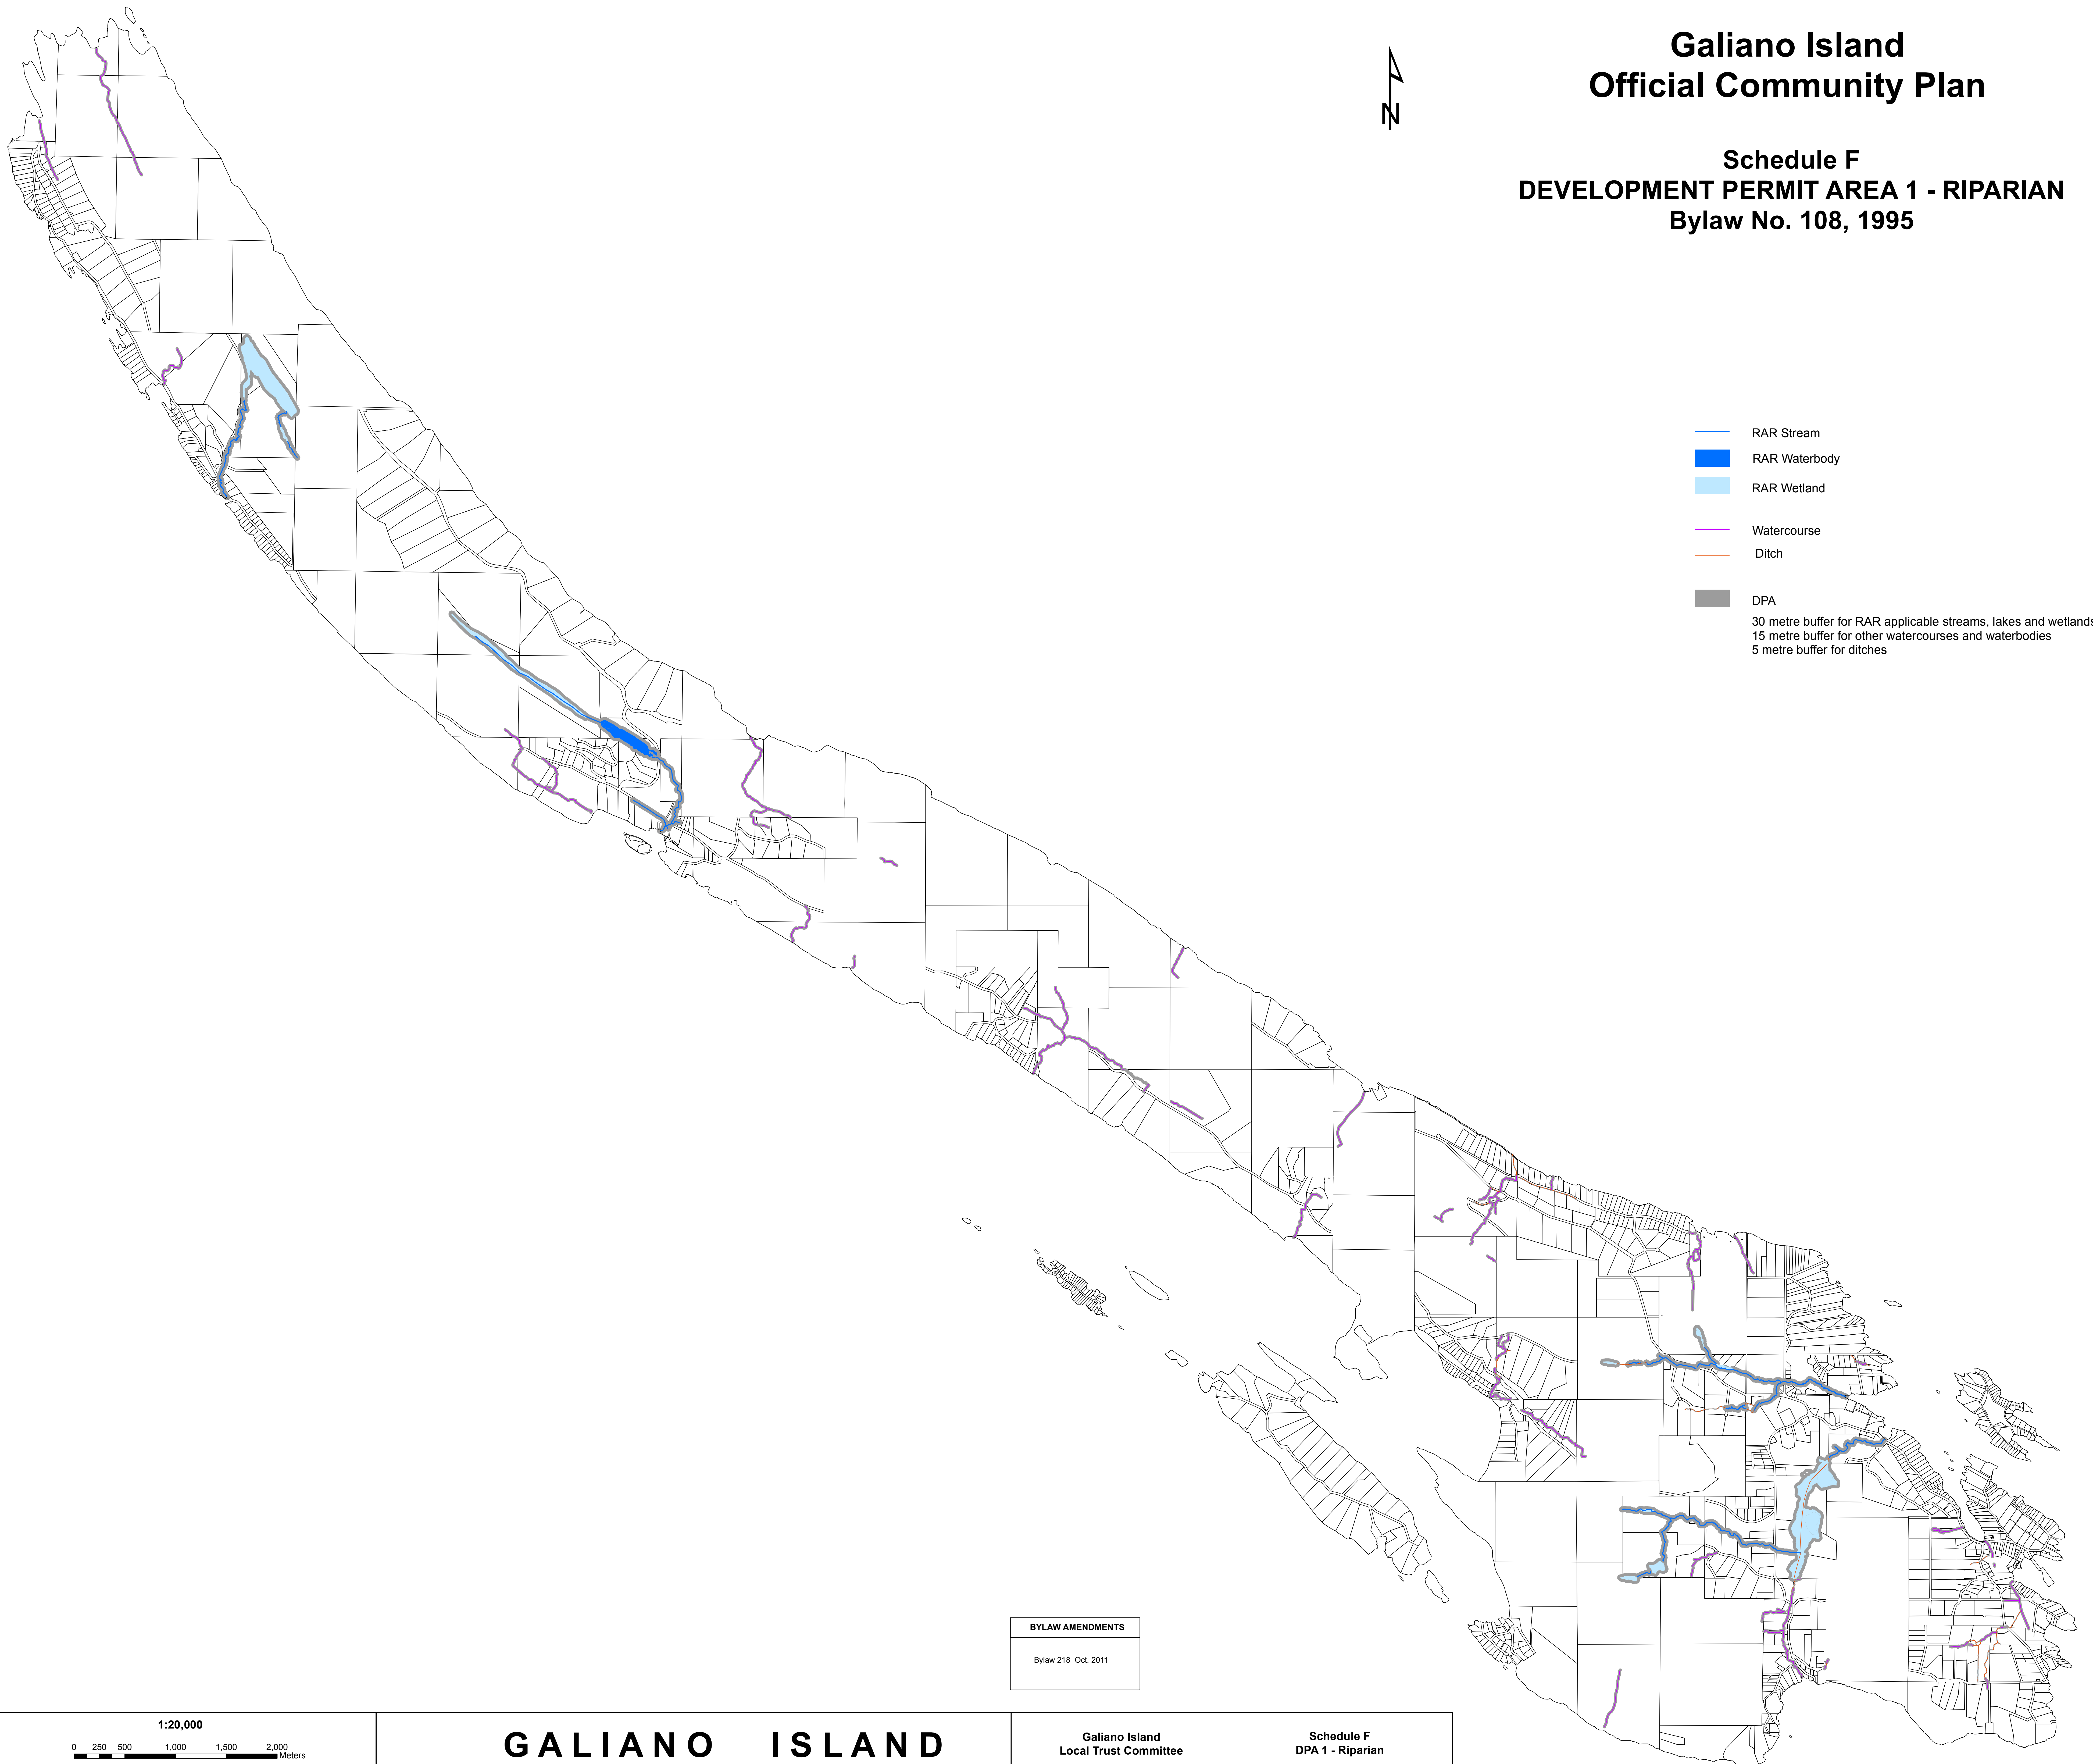 Galiano Island
Official Community Plan
Schedule F
DEVELOPMENT PERMIT AREA 1 - RIPARIAN
Bylaw No. 108, 1995
N
RAR Stream
RAR Waterbody
RAR Wetland
Watercourse
Ditch
DPA
30 metre buffer for RAR applicable streams, lakes and wetlands
15 metre buffer for other watercourses and waterbodies
5 metre buffer for ditches
BYLAW AMENDMENTS
Bylaw 218 Oct. 2011
1:20,000
0 250 500 1,000 1,500 2,000
Meters
GALIANO ISLAND
Galiano Island
Local Trust Committee
Schedule F
DPA 1 - Riparian